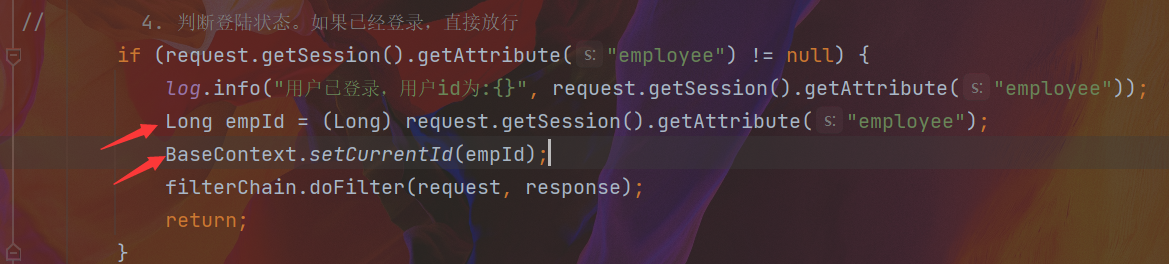 // 4. 判断登陆状态。如果已经登录，直接放行
if (request.getSession().getAttribute( s: "employee") != null) {
log.info("用户已登录，用户id为:{}", request.getSession().getAttribute( s: "employee"));
Long empId = (Long) request.getSession().getAttribute( s: "employee");
BaseContext.setCurrentId(empId);
filterChain.doFilter(request, response);
return;
}